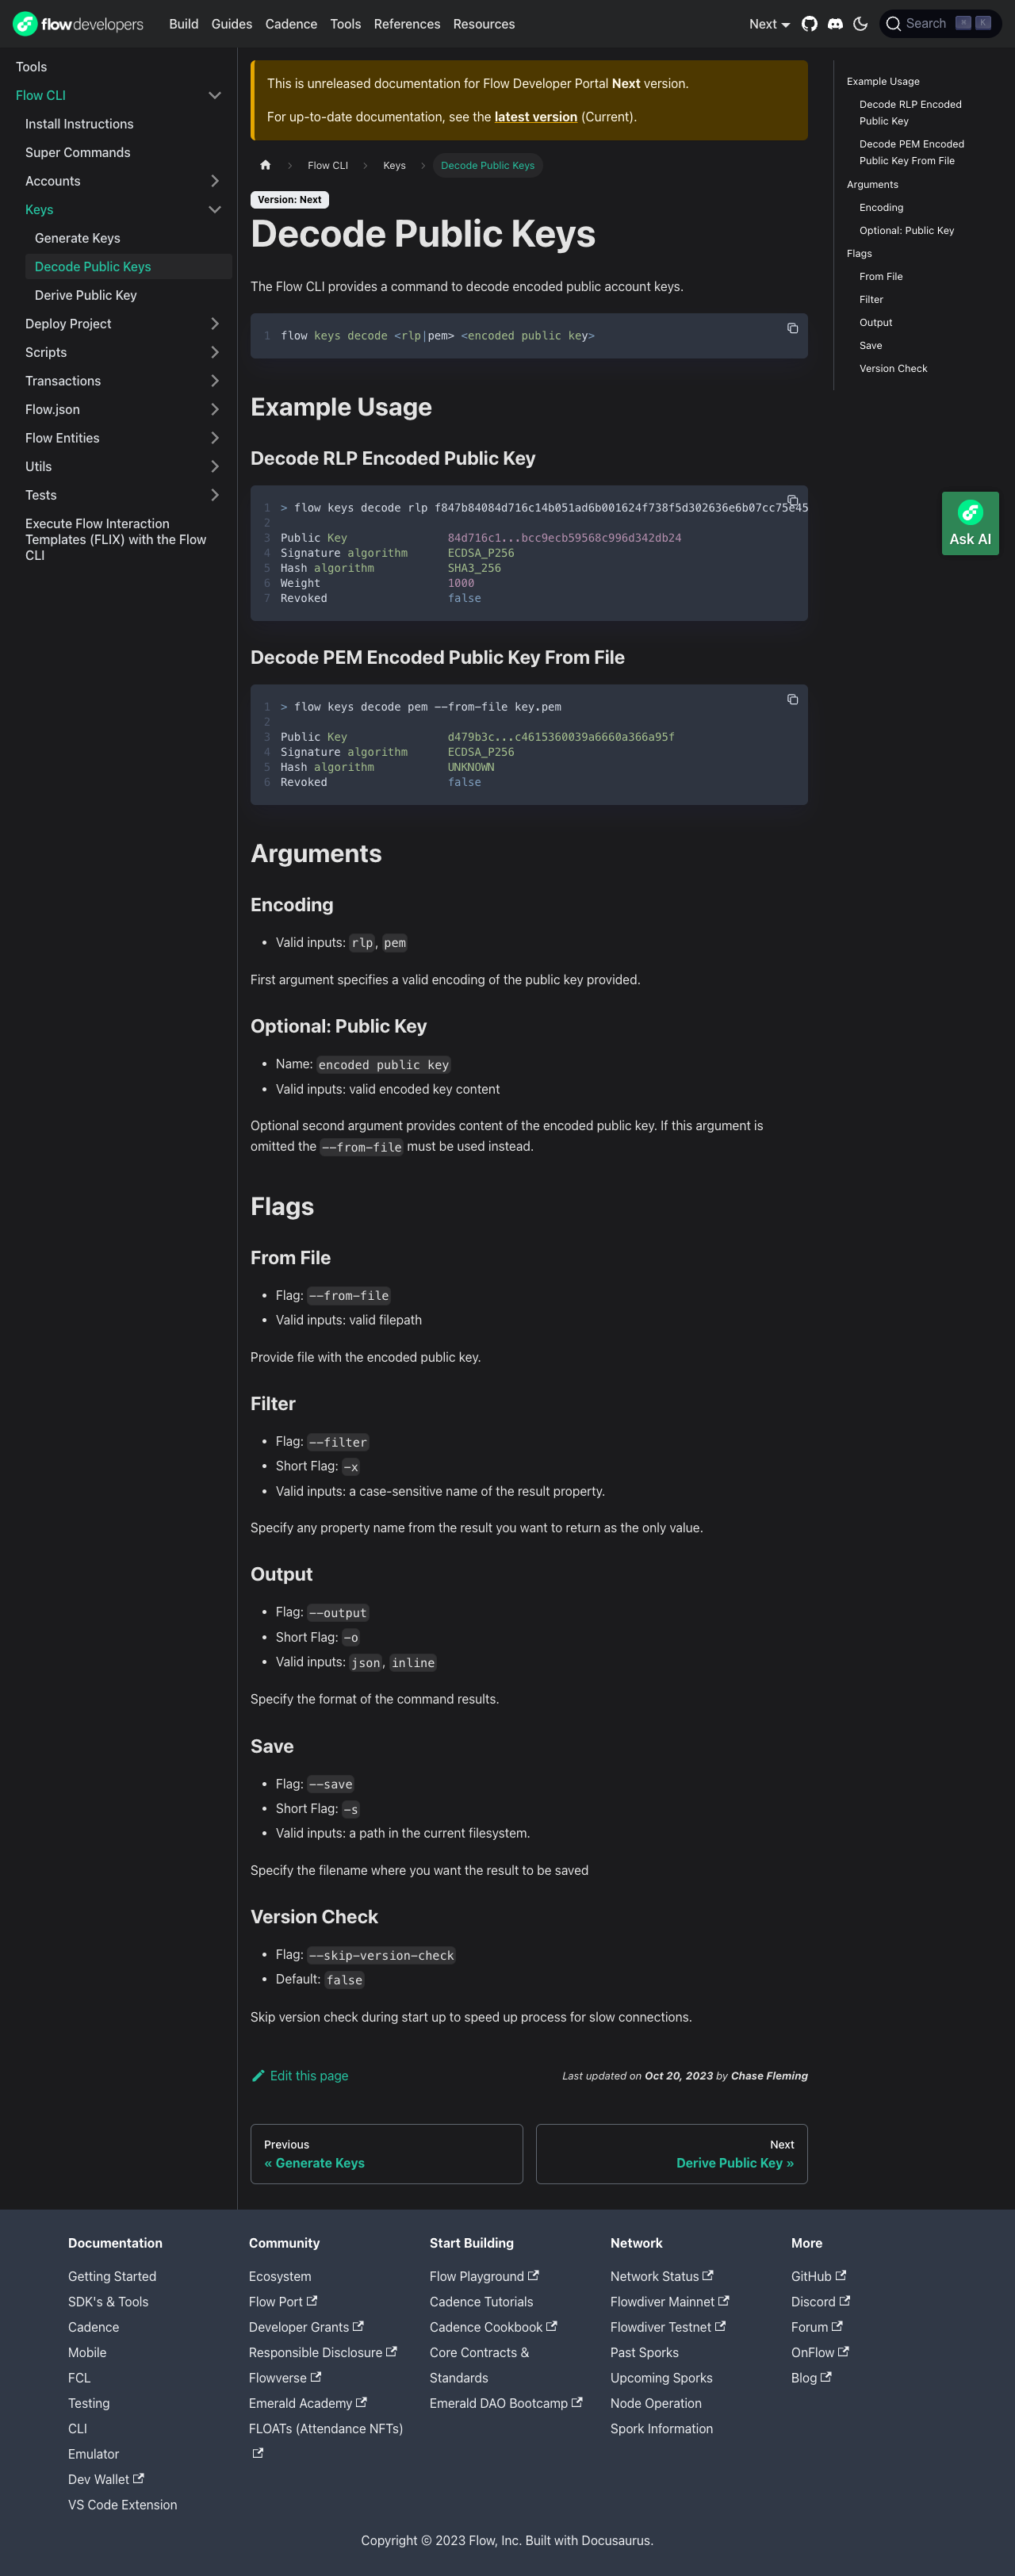 flowdevelopers
Build Guides Cadence Tools References Resources
Next
Search
K
Tools
Flow CLI
Install Instructions
Super Commands
Accounts
Keys
Generate Keys
Decode Public Keys
Derive Public Key
Deploy Project
Scripts
Transactions
Flow.json
Flow Entities
Utils
Tests
Execute Flow Interaction
Templates (FLIX) with the Flow
CLI
This is unreleased documentation for Flow Developer Portal Next version.
For up-to-date documentation, see the latest version (Current).
Flow CLI
Keys
Decode Public Keys
Version: Next
Decode Public Keys
The Flow CLI provides a command to decode encoded public account keys.
1 flow keys decode <rlp|pem> <encoded public key>
Example Usage
Decode RLP Encoded Public Key
1 > flow keys decode rlp f847b84084d716c14b051ad6b001624f738f5d302636e6b07cc75e45
2
3 Public Key 84d716c1...bcc9ecb59568c996d342db24
4 Signature algorithm ECDSA_P256
5 Hash algorithm SHA3_256
6 Weight 1000
7 Revoked false
Decode PEM Encoded Public Key From File
1 > flow keys decode pem --from-file key.pem
2
3 Public Key d479b3c...c4615360039a6660a366a95f
4 Signature algorithm ECDSA_P256
5 Hash algorithm UNKNOWN
6 Revoked false
Arguments
Encoding
• Valid inputs: rlp, pem
First argument specifies a valid encoding of the public key provided.
Optional: Public Key
• Name: encoded public key
• Valid inputs: valid encoded key content
Optional second argument provides content of the encoded public key. If this argument is
omitted the --from-file must be used instead.
Flags
From File
• Flag: --from-file
• Valid inputs: valid filepath
Provide file with the encoded public key.
Filter
• Flag: --filter
• Short Flag: -x
• Valid inputs: a case-sensitive name of the result property.
Specify any property name from the result you want to return as the only value.
Output
• Flag: --output
• Short Flag: -o
• Valid inputs: json, inline
Specify the format of the command results.
Save
• Flag: --save
• Short Flag: -s
• Valid inputs: a path in the current filesystem.
Specify the filename where you want the result to be saved
Version Check
• Flag: --skip-version-check
• Default: false
Skip version check during start up to speed up process for slow connections.
Edit this page
Last updated on Oct 20, 2023 by Chase Fleming
Previous
« Generate Keys
Next
Derive Public Key »
Example Usage
Decode RLP Encoded
Public Key
Decode PEM Encoded
Public Key From File
Arguments
Encoding
Optional: Public Key
Flags
From File
Filter
Output
Save
Version Check
Ask AI
Documentation
Getting Started
SDK's & Tools
Cadence
Mobile
FCL
Testing
CLI
Emulator
Dev Wallet
VS Code Extension
Community
Ecosystem
Flow Port
Developer Grants
Responsible Disclosure
Flowverse
Emerald Academy
FLOATs (Attendance NFTs)
Start Building
Flow Playground
Cadence Tutorials
Cadence Cookbook
Core Contracts &
Standards
Emerald DAO Bootcamp
Network
Network Status
Flowdiver Mainnet
Flowdiver Testnet
Past Sporks
Upcoming Sporks
Node Operation
Spork Information
More
GitHub
Discord
Forum
OnFlow
Blog
Copyright © 2023 Flow, Inc. Built with Docusaurus.